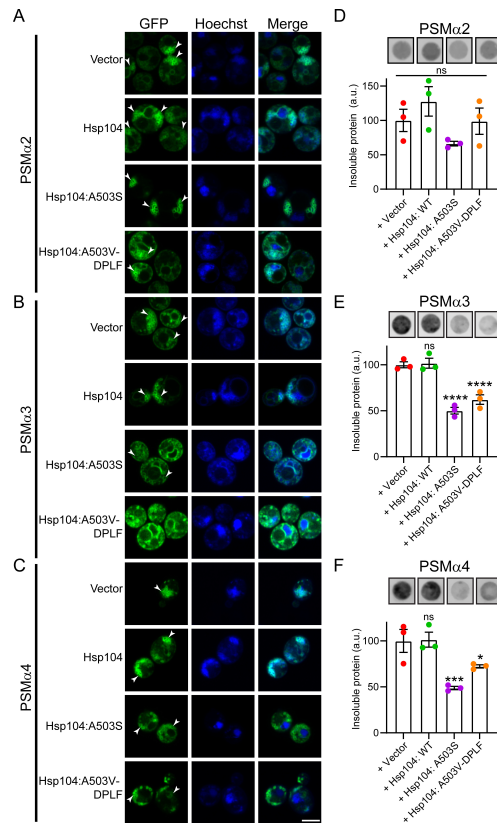 A
GFP
Hoechst
Merge
PSMα2
Vector
Hsp104
Hsp104:A503S
Hsp104:A503V-
DPLF
B
PSMα3
Vector
Hsp104
Hsp104:A503S
Hsp104:A503V-
DPLF
C
PSMα4
Vector
Hsp104
Hsp104:A503S
Hsp104:A503V-
DPLF
D
PSMα2
ns
Insoluble protein (a.u.)
150
100
50
0
+ Vector
+ Hsp104: WT
+ Hsp104: A503S
+ Hsp104: A503V-DPLF
E
PSMα3
ns
****
****
Insoluble protein (a.u.)
100
50
0
+ Vector
+ Hsp104: WT
+ Hsp104: A503S
+ Hsp104: A503V-DPLF
F
PSMα4
ns
***
*
Insoluble protein (a.u.)
100
50
0
+ Vector
+ Hsp104: WT
+ Hsp104: A503S
+ Hsp104: A503V-DPLF